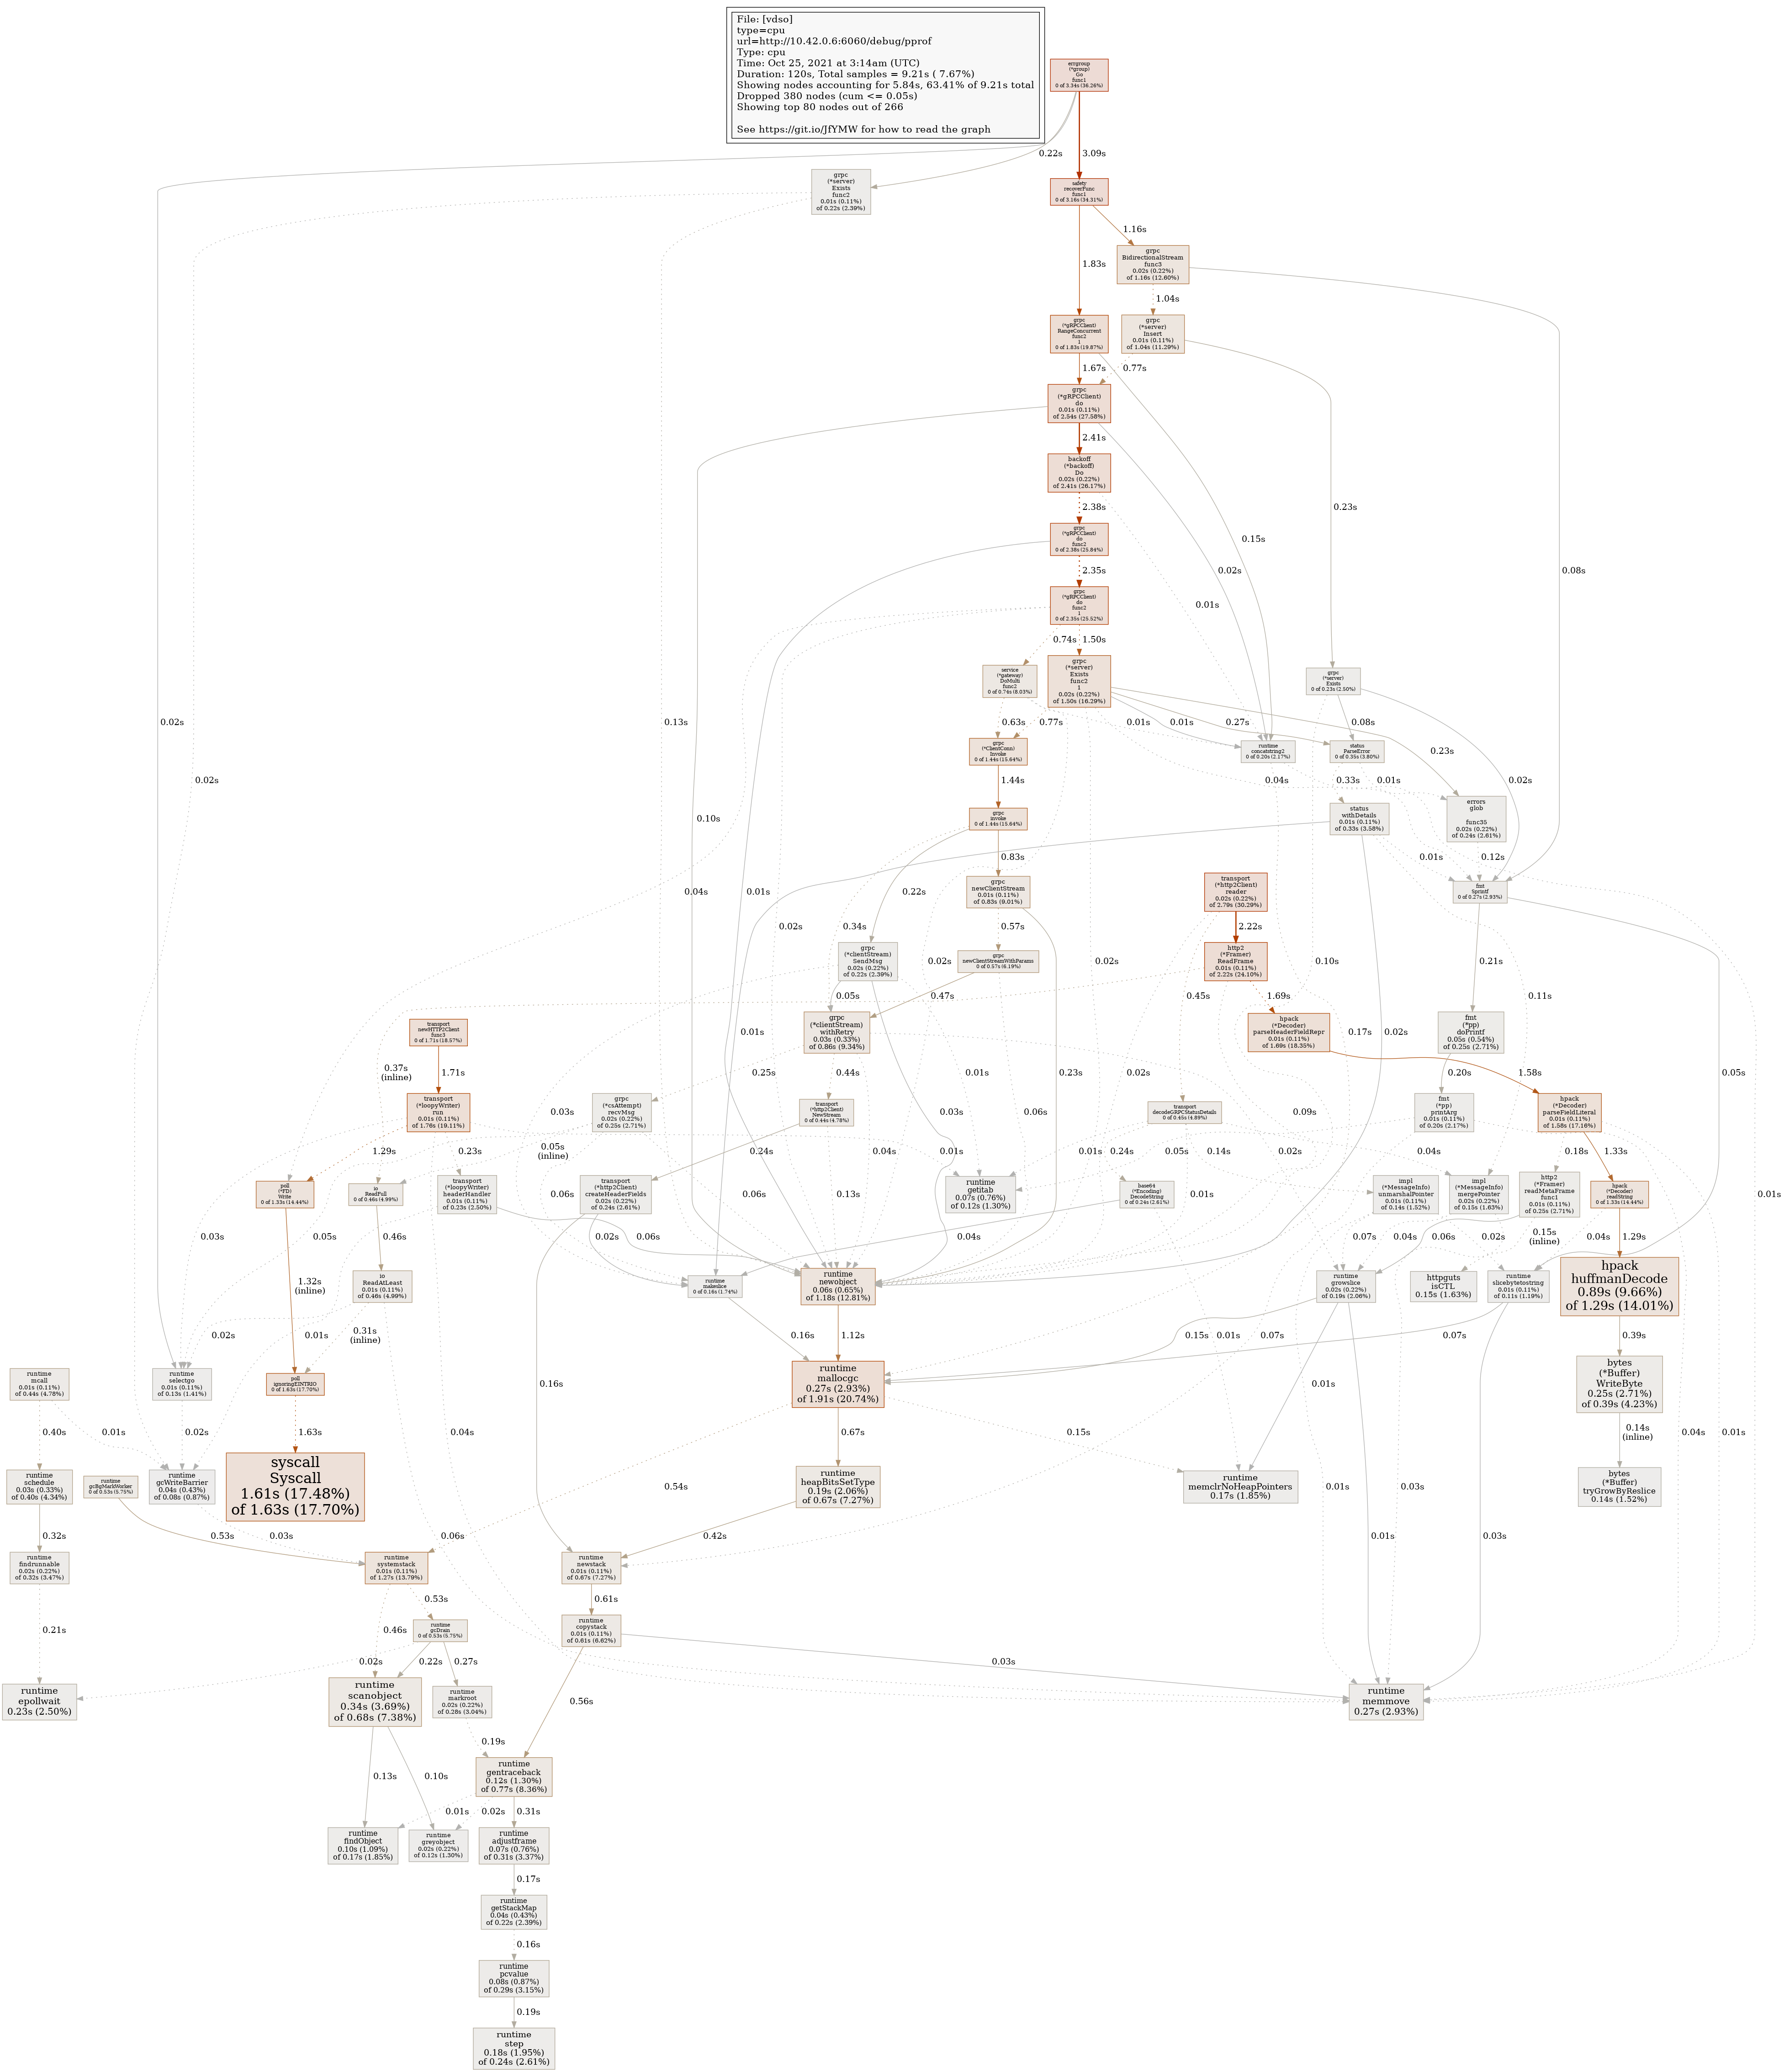 File: [vdso]
type=cpu
url=http://10.42.0.6:6060/debug/pprof
Type: cpu
Time: Oct 25, 2021 at 3:14am (UTC)
Duration: 120s, Total samples = 9.21s ( 7.67%)
Showing nodes accounting for 5.84s, 63.41% of 9.21s total
Dropped 380 nodes (cum <= 0.05s)
Showing top 80 nodes out of 266
See https://git.io/JfYMW for how to read the graph
errgroup
(*group)
Go
func1
0 of 3.34s (36.26%)
0.22s
3.09s
grpc
(*server)
Exists
func2
0.01s (0.11%)
of 0.22s (2.39%)
safety
recoverFunc
func1
0 of 3.16s (34.31%)
1.16s
1.83s
grpc
BidirectionalStream
func3
0.02s (0.22%)
of 1.16s (12.60%)
1.04s
grpc
(*gRPCClient)
RangeConcurrent
func2
1
0 of 1.83s (19.87%)
grpc
(*server)
Insert
0.01s (0.11%)
of 1.04s (11.29%)
1.67s
0.77s
grpc
(*gRPCClient)
do
0.01s (0.11%)
of 2.54s (27.58%)
2.41s
backoff
(*backoff)
Do
0.02s (0.22%)
of 2.41s (26.17%)
0.23s
2.38s
0.15s
grpc
(*gRPCClient)
do
func2
0 of 2.38s (25.84%)
0.02s
0.08s
2.35s
grpc
(*gRPCClient)
do
func2
1
0 of 2.35s (25.52%)
0.01s
0.74s
1.50s
service
(*gateway)
DoMulti
func2
0 of 0.74s (8.03%)
grpc
(*server)
Exists
func2
1
0.02s (0.22%)
of 1.50s (16.29%)
grpc
(*server)
Exists
0 of 0.23s (2.50%)
0.02s
0.13s
0.63s
0.77s
0.01s
0.01s
0.27s
0.08s
0.23s
grpc
(*ClientConn)
Invoke
0 of 1.44s (15.64%)
runtime
concatstring2
0 of 0.20s (2.17%)
status
ParseError
0 of 0.35s (3.80%)
0.02s
1.44s
0.04s
0.33s
0.01s
0.02s
0.10s
grpc
invoke
0 of 1.44s (15.64%)
status
withDetails
0.01s (0.11%)
of 0.33s (3.58%)
errors
glob

func35
0.02s (0.22%)
of 0.24s (2.61%)
0.83s
0.01s
0.12s
0.04s
0.01s
0.22s
grpc
newClientStream
0.01s (0.11%)
of 0.83s (9.01%)
transport
(*http2Client)
reader
0.02s (0.22%)
of 2.79s (30.29%)
fmt
Sprintf
0 of 0.27s (2.93%)
0.02s
0.34s
0.57s
2.22s
grpc
(*clientStream)
SendMsg
0.02s (0.22%)
of 0.22s (2.39%)
grpc
newClientStreamWithParams
0 of 0.57s (6.19%)
0.02s
0.02s
http2
(*Framer)
ReadFrame
0.01s (0.11%)
of 2.22s (24.10%)
0.10s
0.11s
0.21s
0.05s
0.47s
0.45s
1.69s
transport
newHTTP2Client
func3
0 of 1.71s (18.57%)
grpc
(*clientStream)
withRetry
0.03s (0.33%)
of 0.86s (9.34%)
hpack
(*Decoder)
parseHeaderFieldRepr
0.01s (0.11%)
of 1.69s (18.35%)
fmt
(*pp)
doPrintf
0.05s (0.54%)
of 0.25s (2.71%)
0.01s
0.23s
0.02s
0.17s
0.02s
0.05s
0.37s
(inline)
1.71s
0.25s
0.44s
0.01s
1.58s
0.20s
transport
(*loopyWriter)
run
0.01s (0.11%)
of 1.76s (19.11%)
grpc
(*csAttempt)
recvMsg
0.02s (0.22%)
of 0.25s (2.71%)
transport
(*http2Client)
NewStream
0 of 0.44s (4.78%)
transport
decodeGRPCStatusDetails
0 of 0.45s (4.89%)
fmt
(*pp)
printArg
0.01s (0.11%)
of 0.20s (2.17%)
hpack
(*Decoder)
parseFieldLiteral
0.01s (0.11%)
of 1.58s (17.16%)
0.03s
0.03s
0.06s
0.09s
1.29s
0.23s
0.05s
(inline)
0.24s
0.01s
0.04s
0.01s
0.24s
0.05s
0.14s
0.02s
0.04s
0.18s
1.33s
poll
(*FD)
Write
0 of 1.33s (14.44%)
io
ReadFull
0 of 0.46s (4.99%)
transport
(*loopyWriter)
headerHandler
0.01s (0.11%)
of 0.23s (2.50%)
0.06s
transport
(*http2Client)
createHeaderFields
0.02s (0.22%)
of 0.24s (2.61%)
0.06s
0.13s
runtime
getitab
0.07s (0.76%)
of 0.12s (1.30%)
base64
(*Encoding)
DecodeString
0 of 0.24s (2.61%)
0.01s
impl
(*MessageInfo)
unmarshalPointer
0.01s (0.11%)
of 0.14s (1.52%)
impl
(*MessageInfo)
mergePointer
0.02s (0.22%)
of 0.15s (1.63%)
http2
(*Framer)
readMetaFrame
func1
0.01s (0.11%)
of 0.25s (2.71%)
hpack
(*Decoder)
readString
0 of 1.33s (14.44%)
0.01s
0.03s
0.05s
0.46s
0.06s
0.02s
0.04s
0.07s
0.04s
0.02s
0.06s
0.15s
(inline)
0.04s
1.29s
1.32s
(inline)
io
ReadAtLeast
0.01s (0.11%)
of 0.46s (4.99%)
runtime
makeslice
0 of 0.16s (1.74%)
runtime
newobject
0.06s (0.65%)
of 1.18s (12.81%)
runtime
growslice
0.02s (0.22%)
of 0.19s (2.06%)
httpguts
isCTL
0.15s (1.63%)
runtime
slicebytetostring
0.01s (0.11%)
of 0.11s (1.19%)
hpack
huffmanDecode
0.89s (9.66%)
of 1.29s (14.01%)
0.02s
0.01s
0.31s
(inline)
0.16s
1.12s
0.15s
0.01s
0.07s
0.07s
0.39s
runtime
mcall
0.01s (0.11%)
of 0.44s (4.78%)
runtime
selectgo
0.01s (0.11%)
of 0.13s (1.41%)
poll
ignoringEINTRIO
0 of 1.63s (17.70%)
runtime
mallocgc
0.27s (2.93%)
of 1.91s (20.74%)
0.01s
bytes
(*Buffer)
WriteByte
0.25s (2.71%)
of 0.39s (4.23%)
0.40s
0.01s
0.02s
1.63s
0.04s
0.16s
0.67s
0.15s
0.14s
(inline)
0.04s
0.01s
runtime
schedule
0.03s (0.33%)
of 0.40s (4.34%)
runtime
gcBgMarkWorker
0 of 0.53s (5.75%)
runtime
gcWriteBarrier
0.04s (0.43%)
of 0.08s (0.87%)
syscall
Syscall
1.61s (17.48%)
of 1.63s (17.70%)
0.54s
runtime
heapBitsSetType
0.19s (2.06%)
of 0.67s (7.27%)
runtime
memclrNoHeapPointers
0.17s (1.85%)
0.01s
0.03s
bytes
(*Buffer)
tryGrowByReslice
0.14s (1.52%)
0.32s
0.53s
0.03s
0.06s
0.42s
0.01s
0.03s
runtime
findrunnable
0.02s (0.22%)
of 0.32s (3.47%)
runtime
systemstack
0.01s (0.11%)
of 1.27s (13.79%)
runtime
newstack
0.01s (0.11%)
of 0.67s (7.27%)
0.53s
0.61s
0.21s
0.46s
runtime
gcDrain
0 of 0.53s (5.75%)
runtime
copystack
0.01s (0.11%)
of 0.61s (6.62%)
0.02s
0.22s
0.27s
0.03s
runtime
epollwait
0.23s (2.50%)
runtime
scanobject
0.34s (3.69%)
of 0.68s (7.38%)
runtime
markroot
0.02s (0.22%)
of 0.28s (3.04%)
0.56s
runtime
memmove
0.27s (2.93%)
0.19s
0.13s
0.10s
runtime
gentraceback
0.12s (1.30%)
of 0.77s (8.36%)
0.01s
0.02s
0.31s
runtime
findObject
0.10s (1.09%)
of 0.17s (1.85%)
runtime
greyobject
0.02s (0.22%)
of 0.12s (1.30%)
runtime
adjustframe
0.07s (0.76%)
of 0.31s (3.37%)
0.17s
runtime
getStackMap
0.04s (0.43%)
of 0.22s (2.39%)
0.16s
runtime
pcvalue
0.08s (0.87%)
of 0.29s (3.15%)
0.19s
runtime
step
0.18s (1.95%)
of 0.24s (2.61%)